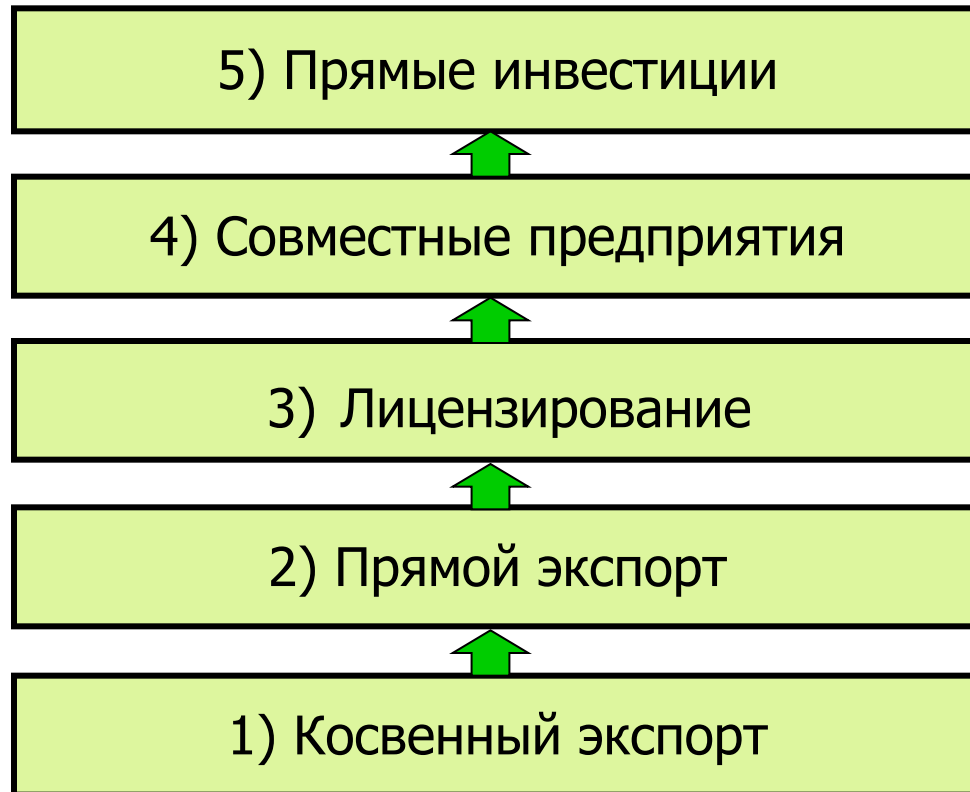 5) Прямые инвестиции
4) Совместные предприятия
3) Лицензирование
2) Прямой экспорт
1) Косвенный экспорт